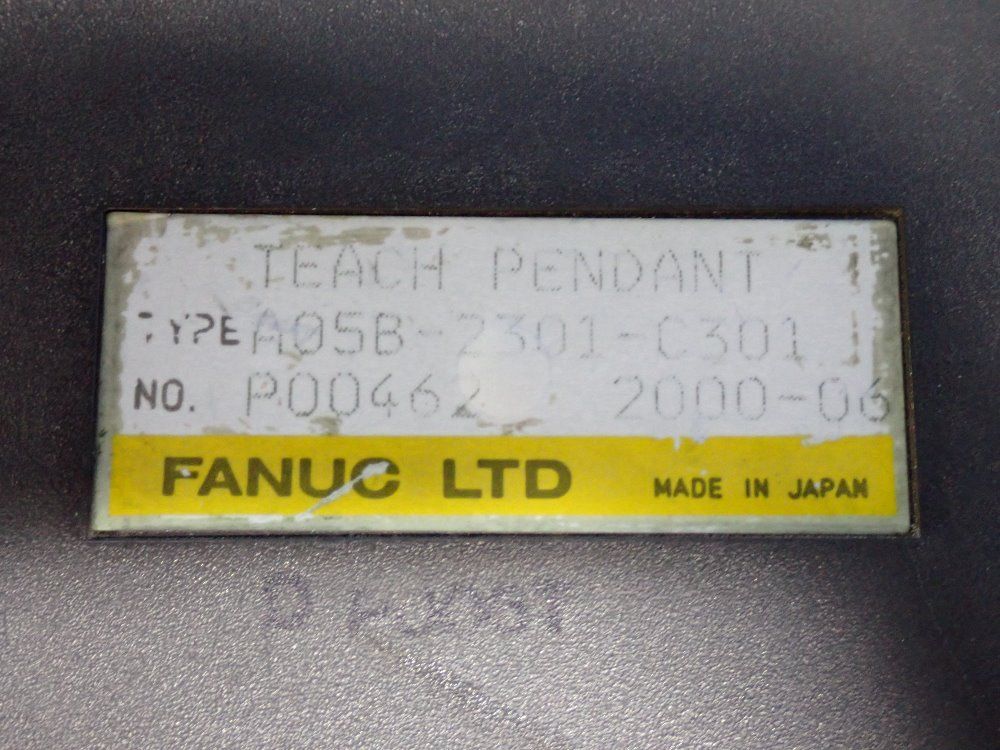 TEACH PENDANT
TYPE A05B-2301-C301
NO. P00462 2000-06
FANUC LTD MADE IN JAPAN